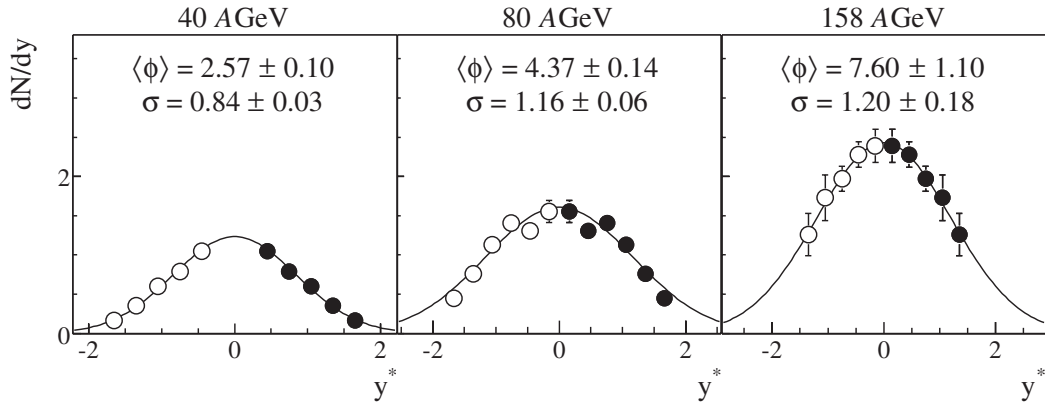 40 AGeV
80 AGeV
158 AGeV
dN/dy
⟨ϕ⟩ = 2.57 ± 0.10
σ = 0.84 ± 0.03
⟨ϕ⟩ = 4.37 ± 0.14
σ = 1.16 ± 0.06
⟨ϕ⟩ = 7.60 ± 1.10
σ = 1.20 ± 0.18
2
0
-2 0 2
-2 0 2
-2 0 2
y*
y*
y*